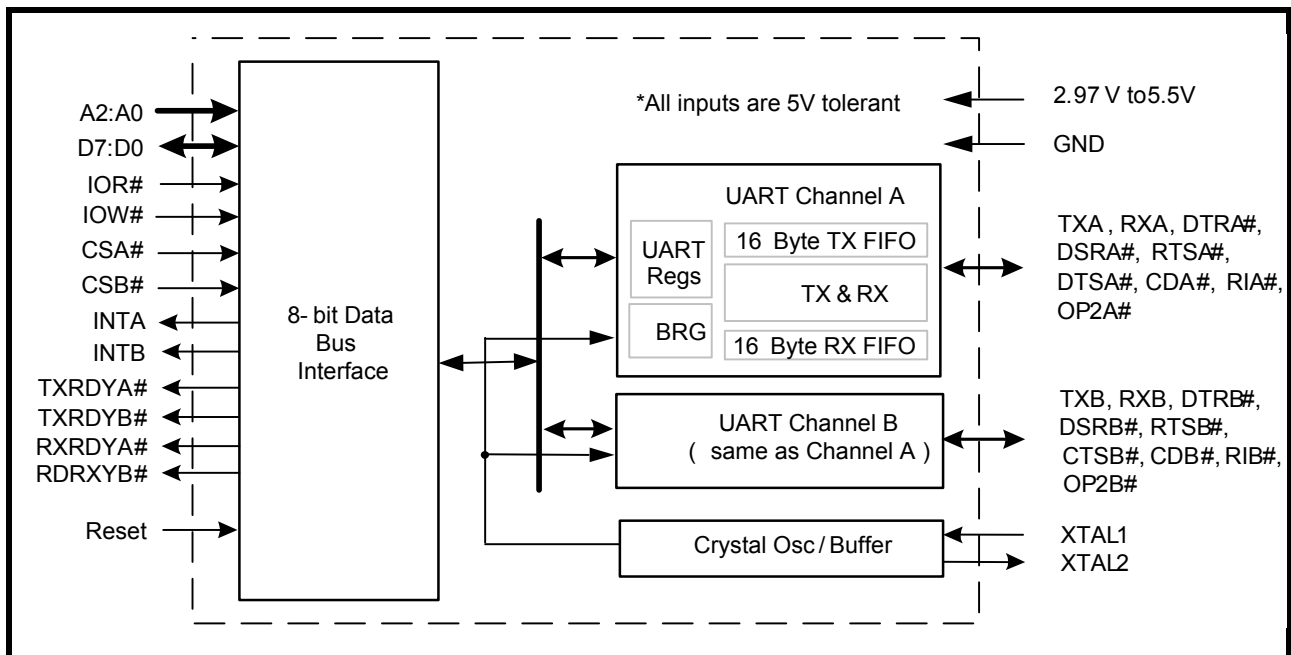 A2:A0
D7:D0
IOR#
IOW#
CSA#
CSB#
INTA
INTB
TXRDYA#
TXRDYB#
RXRDYA#
RDRXYB#
Reset
8- bit Data
Bus
Interface
*All inputs are 5V tolerant
2.97 V to5.5V
GND
UART Channel A
UART
Regs
BRG
16 Byte TX FIFO
TX & RX
16 Byte RX FIFO
TXA , RXA, DTRA#,
DSRA#, RTSA#,
DTSA#, CDA#, RIA#,
OP2A#
UART Channel B
( same as Channel A )
TXB, RXB, DTRB#,
DSRB#, RTSB#,
CTSB#, CDB#, RIB#,
OP2B#
Crystal Osc / Buffer
XTAL1
XTAL2